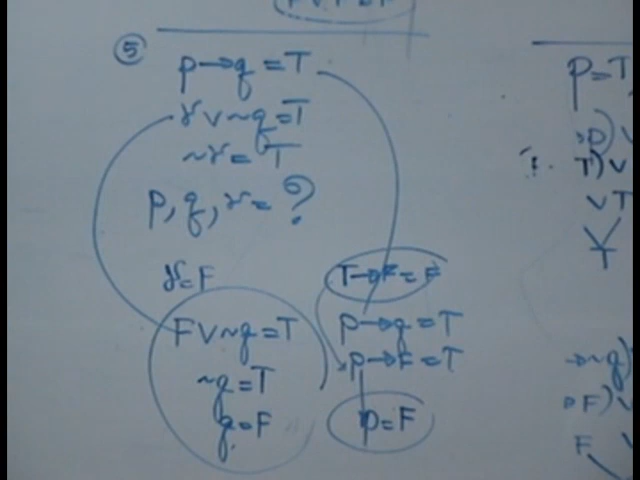 F V F = F
⑤
p→q = T
r∨~q = T
~r = T
p, q, r = ?
r = F
F∨~q = T
~q = T
q = F
T→F = F
p→q = T
p→F = T
p = F
p = T
T) ∨
∨ T
T
→~q)
F) ∨
F